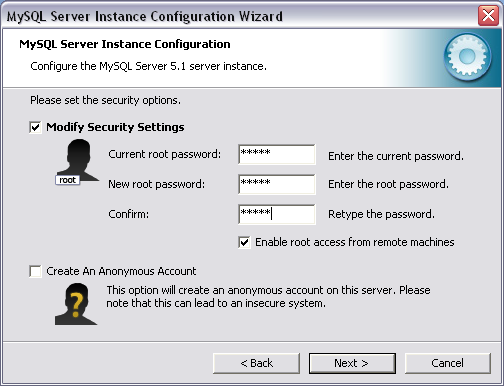 MySQL Server Instance Configuration Wizard
MySQL Server Instance Configuration
Configure the MySQL Server 5.1 server instance.
Please set the security options.
Modify Security Settings
root
Current root password: ***** Enter the current password.
New root password: ***** Enter the root password.
Confirm: ***** Retype the password.
Enable root access from remote machines
Create An Anonymous Account
?
This option will create an anonymous account on this server. Please
note that this can lead to an insecure system.
< Back Next > Cancel